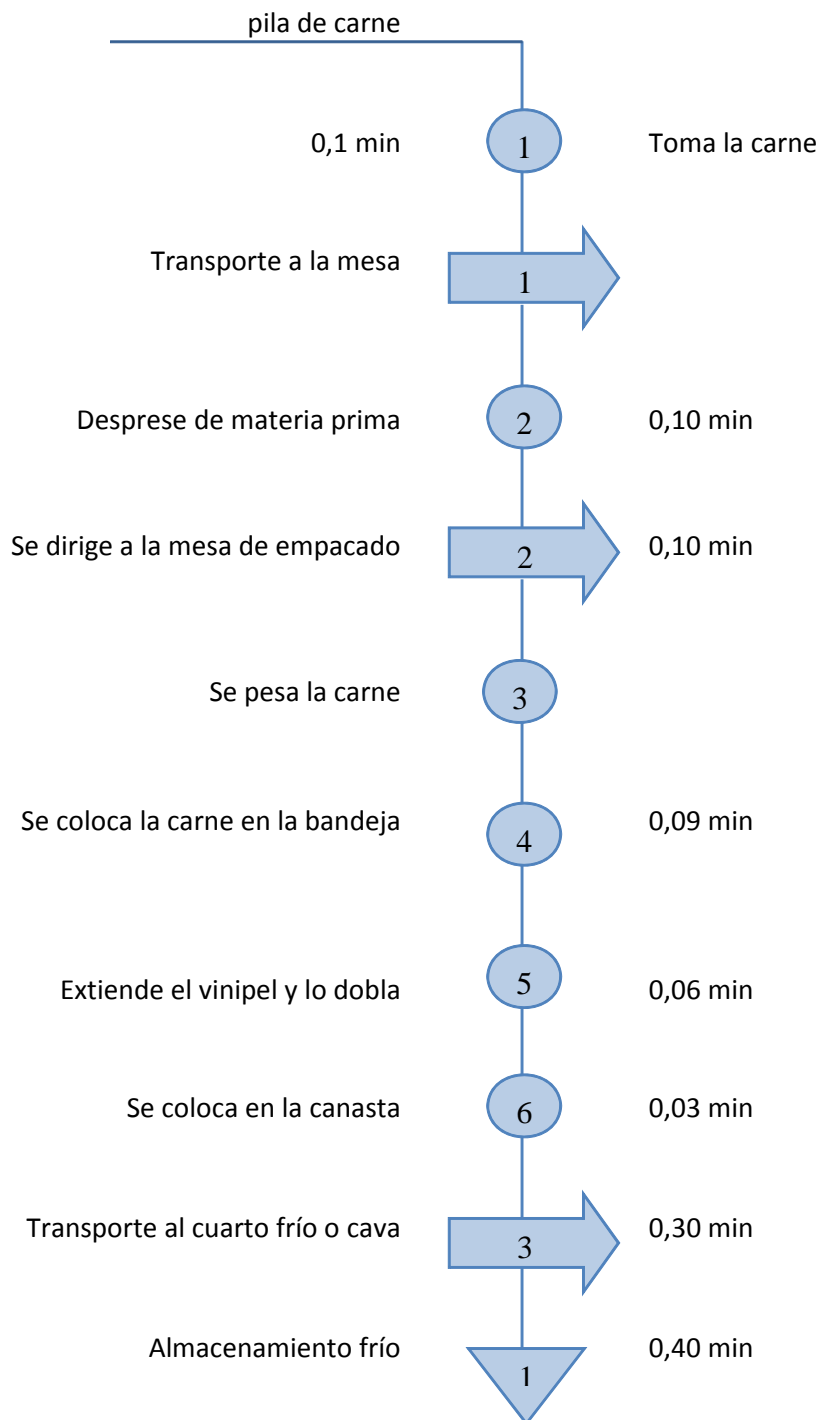 pila de carne
0,1 min 1 Toma la carne
Transporte a la mesa
1
Desprese de materia prima 2 0,10 min
Se dirige a la mesa de empacado 2 0,10 min
Se pesa la carne 3
Se coloca la carne en la bandeja 4 0,09 min
Extiende el vinipel y lo dobla 5 0,06 min
Se coloca en la canasta 6 0,03 min
Transporte al cuarto frío o cava 3 0,30 min
Almacenamiento frío 1 0,40 min